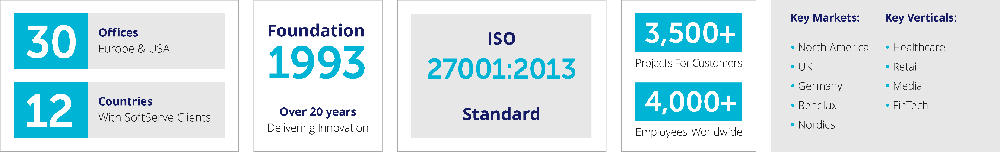 30
Offices
Europe & USA
12
Countries
With SoftServe Clients
Foundation
1993
Over 20 years
Delivering Innovation
ISO
27001:2013
Standard
3,500+
Projects For Customers
4,000+
Employees Worldwide
Key Markets:
• North America
• UK
• Germany
• Benelux
• Nordics
Key Verticals:
• Healthcare
• Retail
• Media
• FinTech